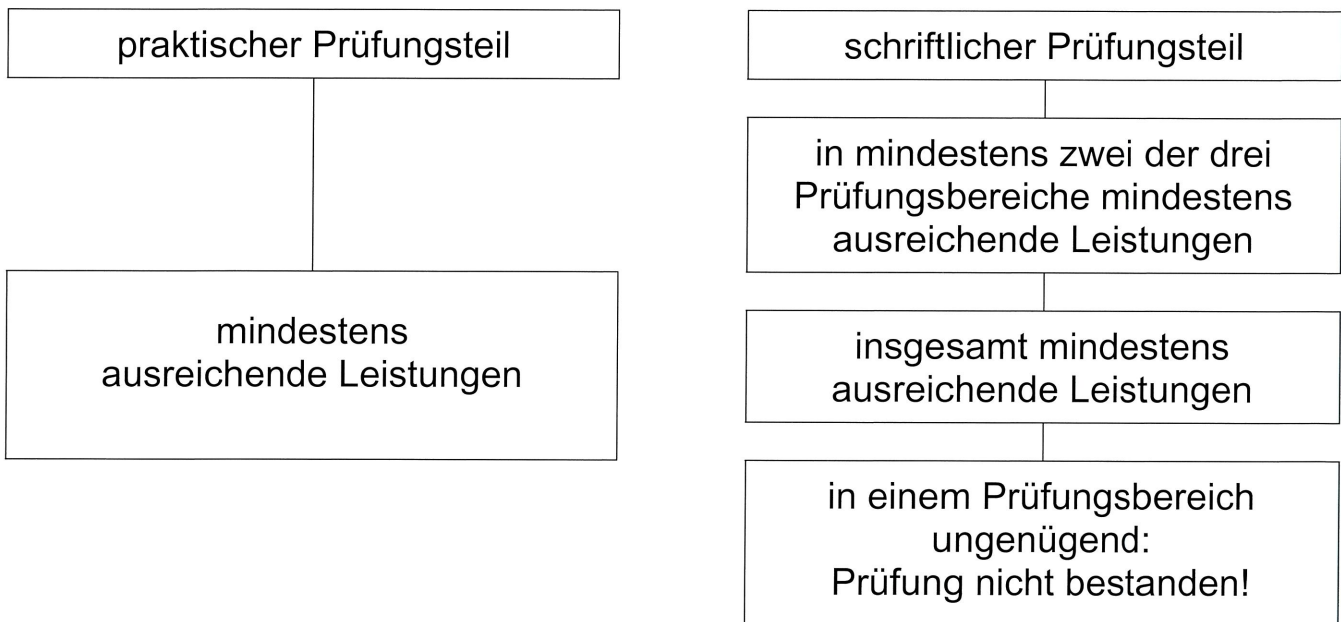 praktischer Prüfungsteil
mindestens
ausreichende Leistungen
schriftlicher Prüfungsteil
in mindestens zwei der drei
Prüfungsbereiche mindestens
ausreichende Leistungen
insgesamt mindestens
ausreichende Leistungen
in einem Prüfungsbereich
ungenügend:
Prüfung nicht bestanden!